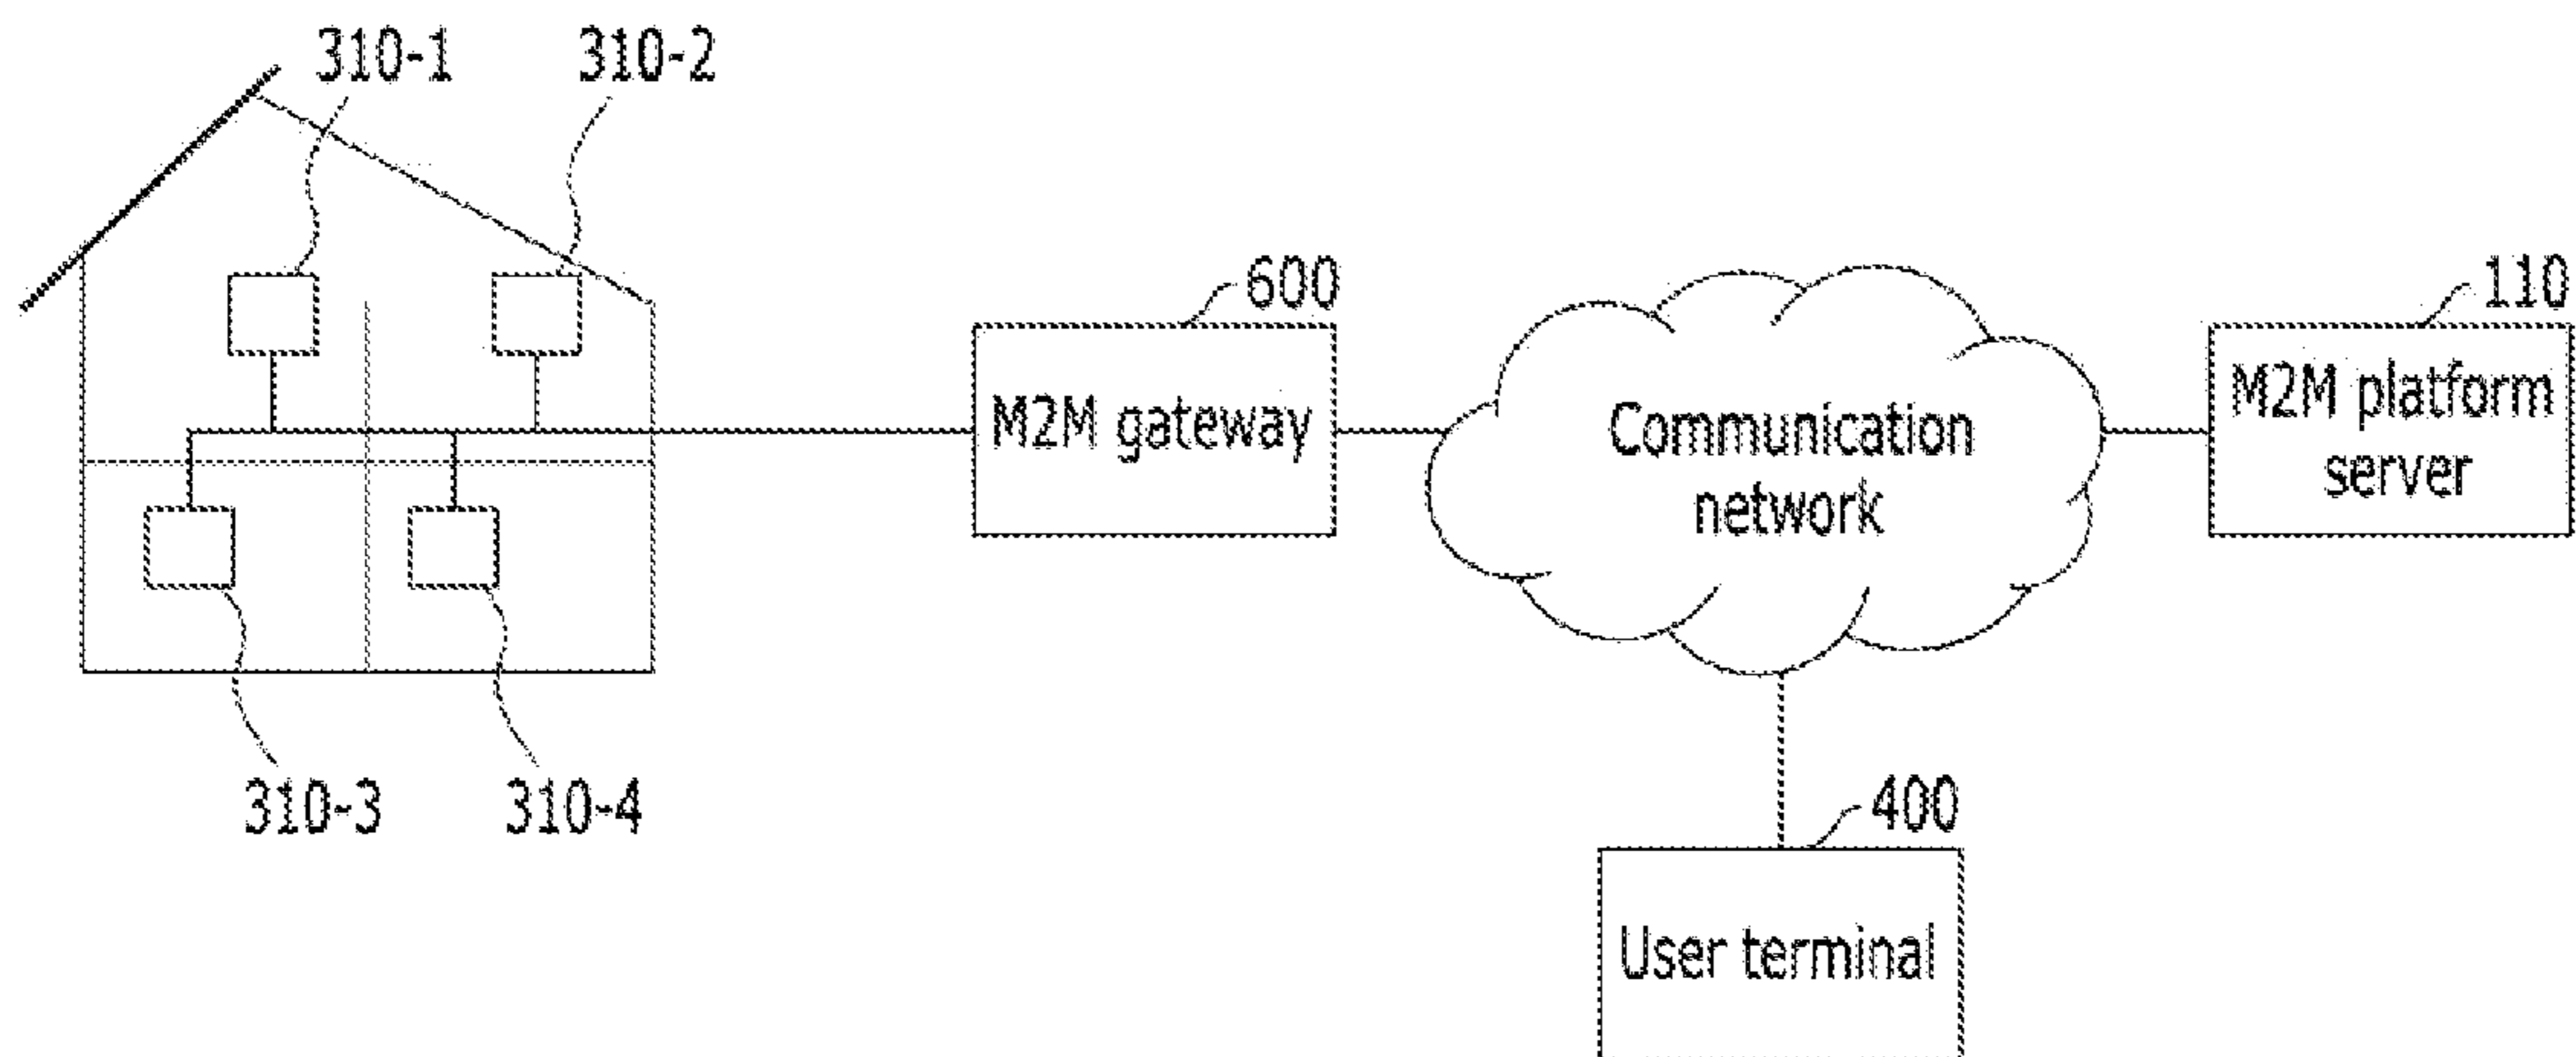 310-1
310-2
600
110
M2M gateway
Communication
network
M2M platform
server
310-3
310-4
400
User terminal